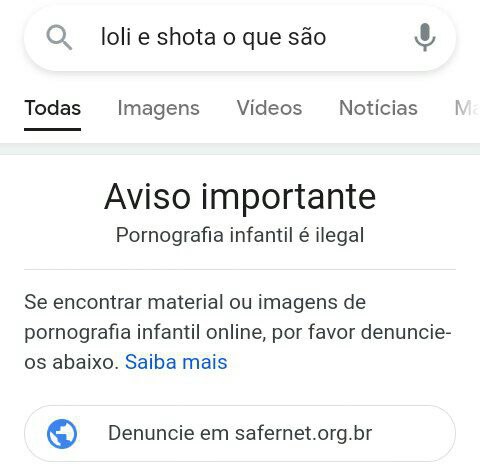 loli e shota o que são
Todas Imagens Vídeos Notícias
Aviso importante
Pornografia infantil é ilegal
Se encontrar material ou imagens de
pornografia infantil online, por favor denuncie-
os abaixo. Saiba mais
Denuncie em safernet.org.br